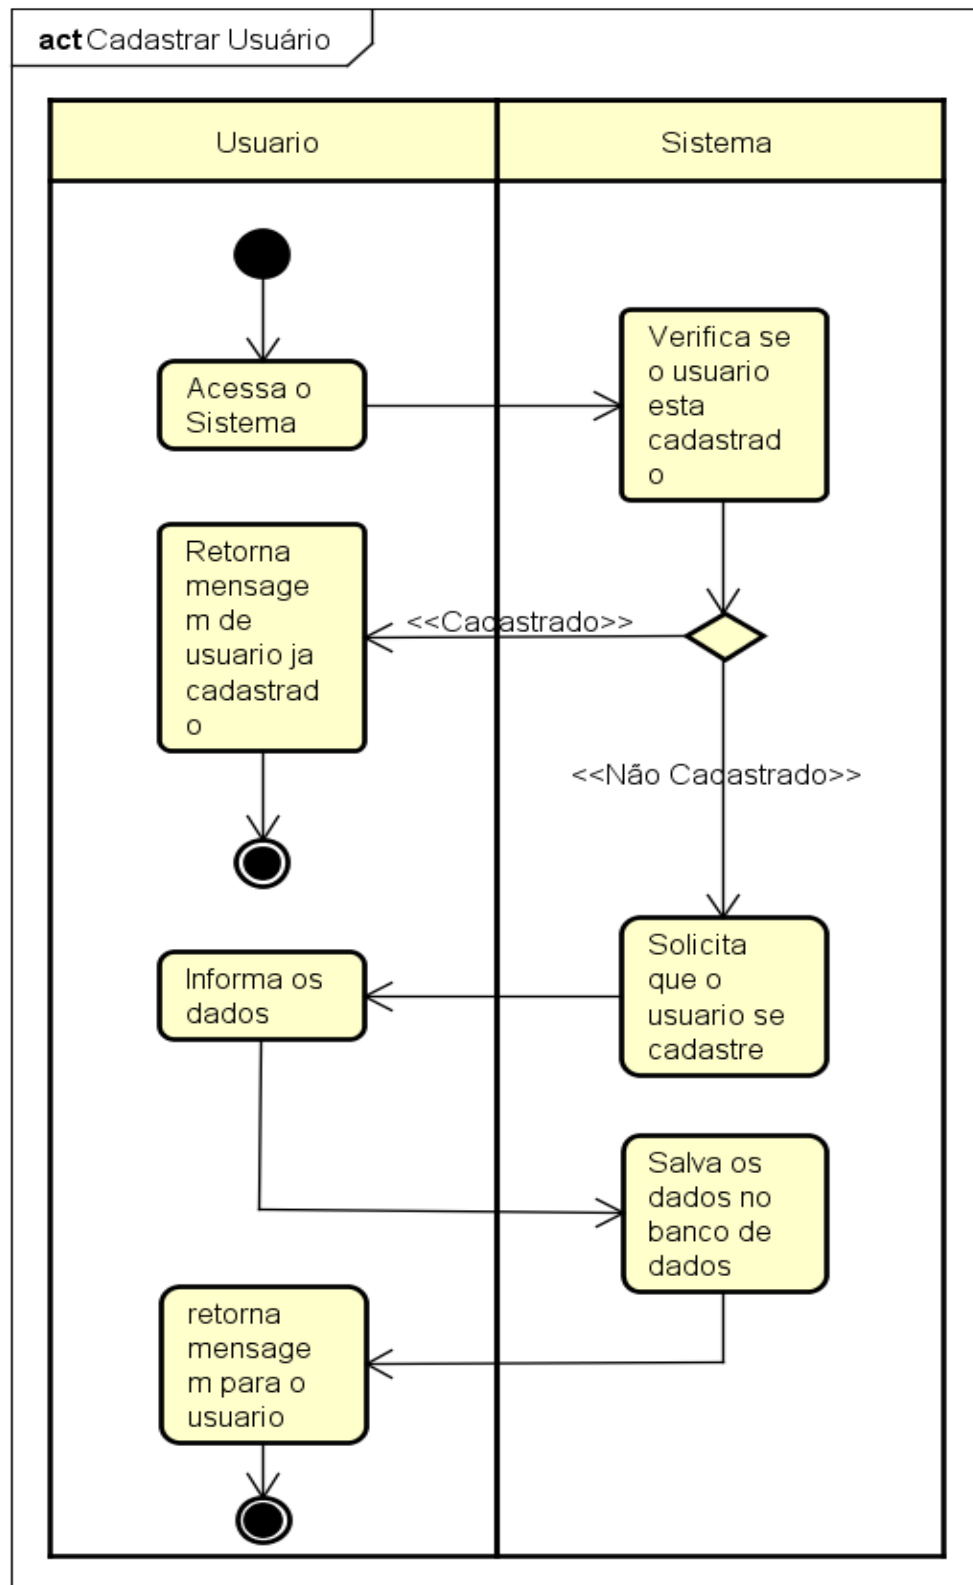 act Cadastrar Usuário
Usuario
Sistema
Acessa o
Sistema
Verifica se
o usuario
esta
cadastrad
o
Retorna
mensage
m de
usuario ja
cadastrad
o
<<Cadastrado>>
<<Não Cadastrado>>
Solicita
que o
usuario se
cadastre
Informa os
dados
Salva os
dados no
banco de
dados
retorna
mensage
m para o
usuario